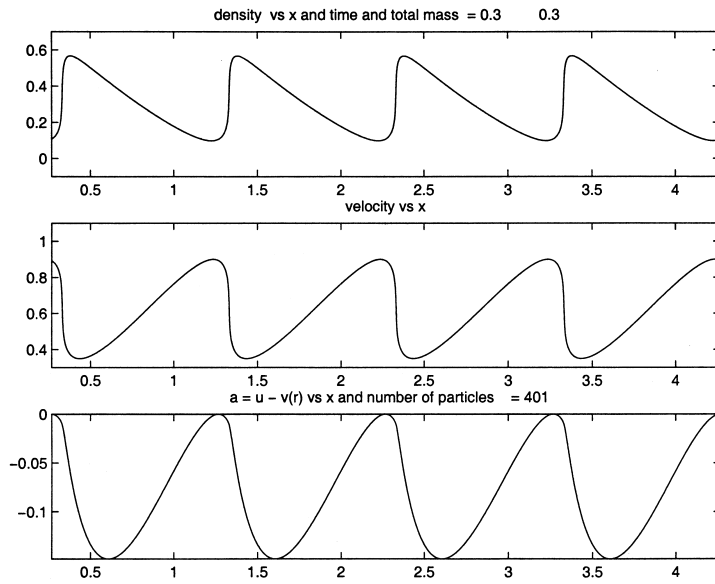 density vs x and time and total mass = 0.3 0.3
0.6
0.4
0.2
0
0.5 1 1.5 2 2.5 3 3.5 4
velocity vs x
1
0.8
0.6
0.4
0.5 1 1.5 2 2.5 3 3.5 4
a = u − v(r) vs x and number of particles = 401
0
−0.05
−0.1
0.5 1 1.5 2 2.5 3 3.5 4